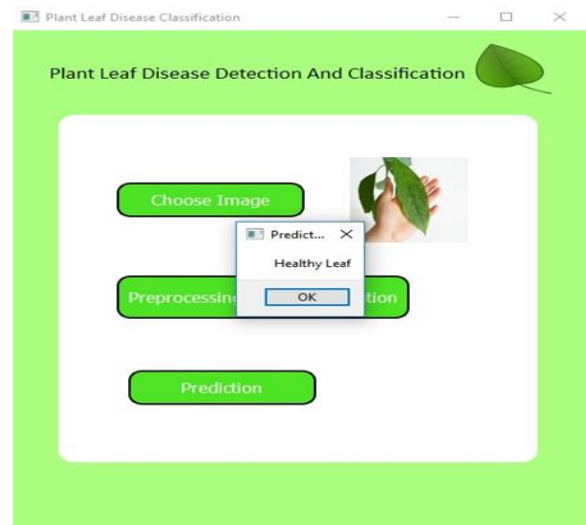 Plant Leaf Disease Classification
Plant Leaf Disease Detection And Classification
Choose Image
Predict...
Healthy Leaf
OK
Preprocessing
tion
Prediction